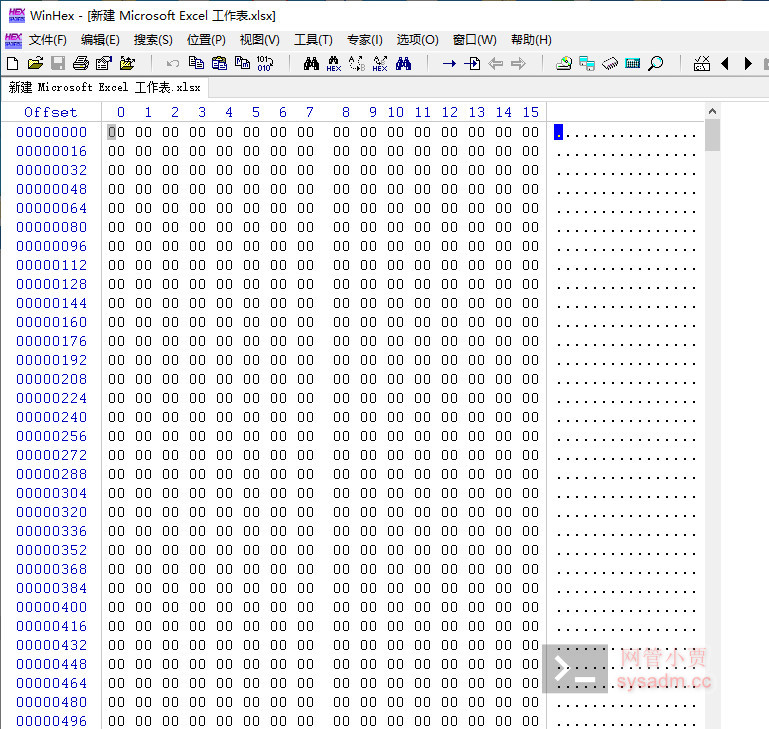 WinHex - [新建 Microsoft Excel 工作表.xlsx]
文件(F) 编辑(E) 搜索(S) 位置(P) 视图(V) 工具(T) 专家(I) 选项(O) 窗口(W) 帮助(H)
新建 Microsoft Excel 工作表.xlsx
Offset 0 1 2 3 4 5 6 7 8 9 10 11 12 13 14 15
00000000 00 00 00 00 00 00 00 00 00 00 00 00 00 00 00 00 ................
00000016 00 00 00 00 00 00 00 00 00 00 00 00 00 00 00 00 ................
00000032 00 00 00 00 00 00 00 00 00 00 00 00 00 00 00 00 ................
00000048 00 00 00 00 00 00 00 00 00 00 00 00 00 00 00 00 ................
00000064 00 00 00 00 00 00 00 00 00 00 00 00 00 00 00 00 ................
00000080 00 00 00 00 00 00 00 00 00 00 00 00 00 00 00 00 ................
00000096 00 00 00 00 00 00 00 00 00 00 00 00 00 00 00 00 ................
00000112 00 00 00 00 00 00 00 00 00 00 00 00 00 00 00 00 ................
00000128 00 00 00 00 00 00 00 00 00 00 00 00 00 00 00 00 ................
00000144 00 00 00 00 00 00 00 00 00 00 00 00 00 00 00 00 ................
00000160 00 00 00 00 00 00 00 00 00 00 00 00 00 00 00 00 ................
00000176 00 00 00 00 00 00 00 00 00 00 00 00 00 00 00 00 ................
00000192 00 00 00 00 00 00 00 00 00 00 00 00 00 00 00 00 ................
00000208 00 00 00 00 00 00 00 00 00 00 00 00 00 00 00 00 ................
00000224 00 00 00 00 00 00 00 00 00 00 00 00 00 00 00 00 ................
00000240 00 00 00 00 00 00 00 00 00 00 00 00 00 00 00 00 ................
00000256 00 00 00 00 00 00 00 00 00 00 00 00 00 00 00 00 ................
00000272 00 00 00 00 00 00 00 00 00 00 00 00 00 00 00 00 ................
00000288 00 00 00 00 00 00 00 00 00 00 00 00 00 00 00 00 ................
00000304 00 00 00 00 00 00 00 00 00 00 00 00 00 00 00 00 ................
00000320 00 00 00 00 00 00 00 00 00 00 00 00 00 00 00 00 ................
00000336 00 00 00 00 00 00 00 00 00 00 00 00 00 00 00 00 ................
00000352 00 00 00 00 00 00 00 00 00 00 00 00 00 00 00 00 ................
00000368 00 00 00 00 00 00 00 00 00 00 00 00 00 00 00 00 ................
00000384 00 00 00 00 00 00 00 00 00 00 00 00 00 00 00 00 ................
00000400 00 00 00 00 00 00 00 00 00 00 00 00 00 00 00 00 ................
00000416 00 00 00 00 00 00 00 00 00 00 00 00 00 00 00 00 ................
00000432 00 00 00 00 00 00 00 00 00 00 00 00 00 00 00 00 ................
00000448 00 00 00 00 00 00 00 00 00 00 00 00 00 00 00 00 ................
00000464 00 00 00 00 00 00 00 00 00 00 00 00 00 00 00 00 ................
00000480 00 00 00 00 00 00 00 00 00 00 00 00 00 00 00 00 ................
00000496 00 00 00 00 00 00 00 00 00 00 00 00 00 00 00 00 ................
网管小贾
sysadm.cc